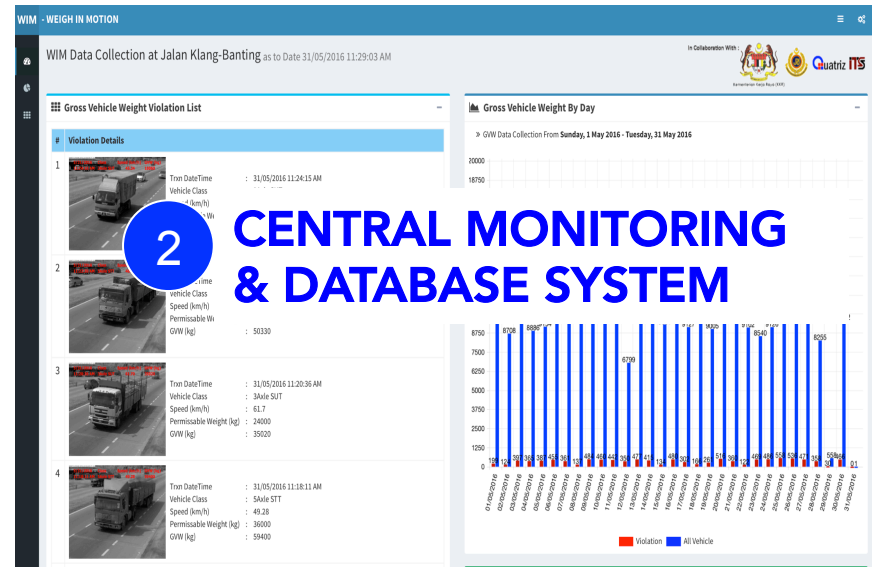 WIM - WEIGH IN MOTION
WIM Data Collection at Jalan Klang-Banting as to Date 31/05/2016 11:29:03 AM
In Collaboration With :
Kementerian Kerja Raya (KKR)
Quatriz ITS
Gross Vehicle Weight Violation List
# Violation Details
1
Trxn DateTime : 31/05/2016 11:24:15 AM
Vehicle Class
2
Vehicle Class
Speed (km/h)
GVW (kg) : 50330
3
Trxn DateTime : 31/05/2016 11:20:36 AM
Vehicle Class : 3Axle SUT
Speed (km/h) : 61.7
Permissable Weight (kg) : 24000
GVW (kg) : 35020
4
Trxn DateTime : 31/05/2016 11:18:11 AM
Vehicle Class : 5Axle STT
Speed (km/h) : 49.28
Permissable Weight (kg) : 36000
GVW (kg) : 59400
2
CENTRAL MONITORING
& DATABASE SYSTEM
Gross Vehicle Weight By Day
» GVW Data Collection From Sunday, 1 May 2016 - Tuesday, 31 May 2016
20000
18750
8750
7500
6250
5000
3750
2500
1250
0
8708
6799
8540
8255
01/05/2016
02/05/2016
03/05/2016
04/05/2016
05/05/2016
06/05/2016
07/05/2016
08/05/2016
09/05/2016
10/05/2016
11/05/2016
12/05/2016
13/05/2016
14/05/2016
15/05/2016
16/05/2016
17/05/2016
18/05/2016
19/05/2016
20/05/2016
21/05/2016
22/05/2016
23/05/2016
24/05/2016
25/05/2016
26/05/2016
27/05/2016
28/05/2016
29/05/2016
30/05/2016
31/05/2016
Violation
All Vehicle